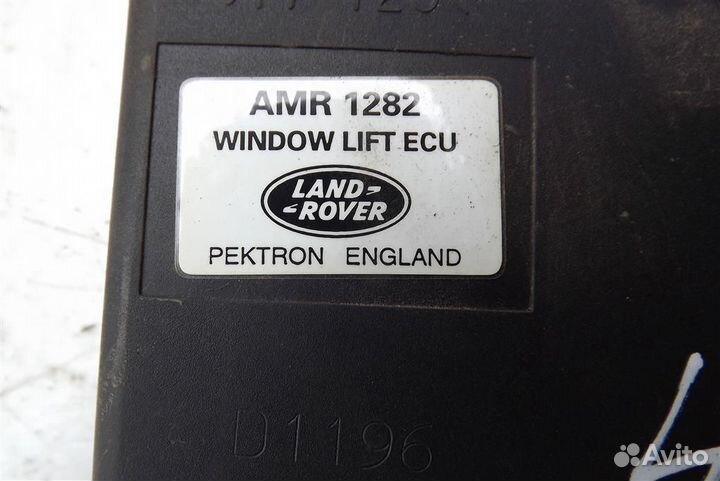 AMR 1282
WINDOW LIFT ECU
LAND-
-ROVER
PEKTRON ENGLAND
D1196
Avito